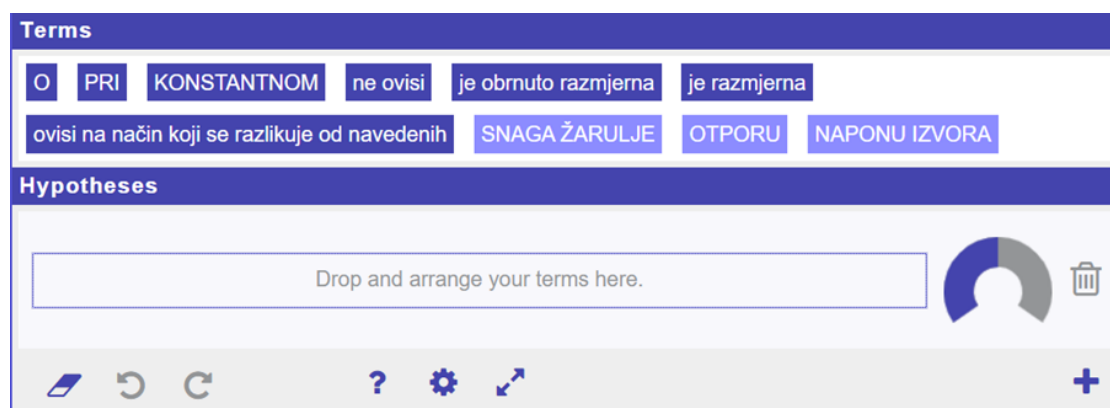 Terms
O PRI KONSTANTNOM ne ovisi je obrnuto razmjerna je razmjerna
ovisi na način koji se razlikuje od navedenih SNAGA ŽARULJE OTPORU NAPONU IZVORA
Hypotheses
Drop and arrange your terms here.
?